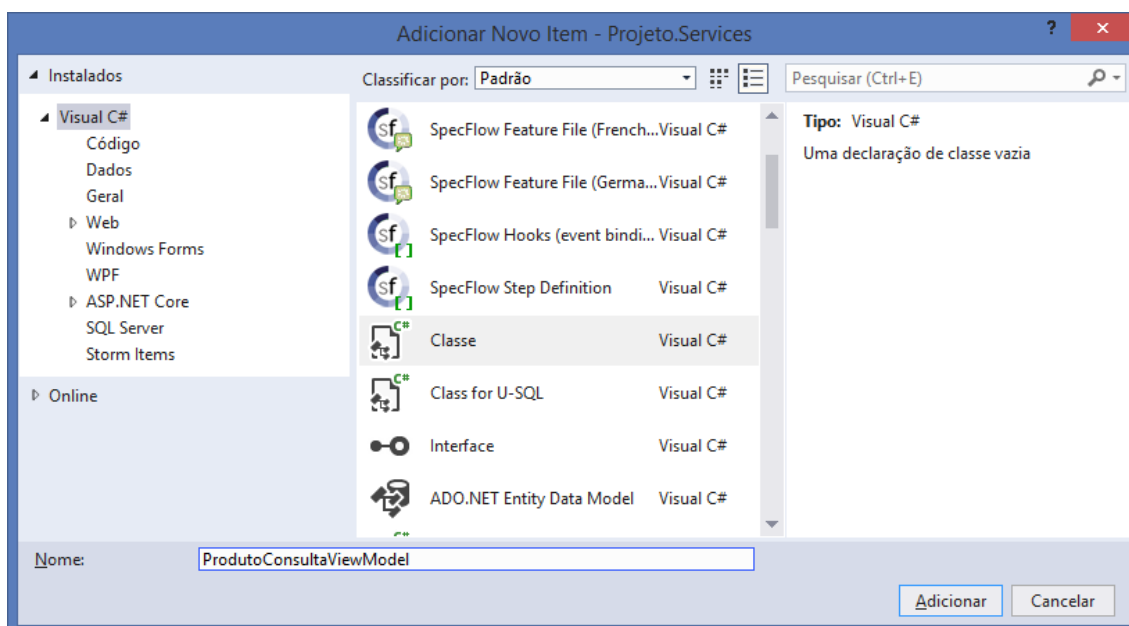 Adicionar Novo Item - Projeto.Services
?
×
Instalados
Classificar por: Padrão
Pesquisar (Ctrl+E)
Visual C#
Código
Dados
Geral
Web
Windows Forms
WPF
ASP.NET Core
SQL Server
Storm Items
Online
SpecFlow Feature File (French... Visual C#
SpecFlow Feature File (Germa... Visual C#
SpecFlow Hooks (event bindi... Visual C#
SpecFlow Step Definition Visual C#
Classe Visual C#
Class for U-SQL Visual C#
Interface Visual C#
ADO.NET Entity Data Model Visual C#
Tipo: Visual C#
Uma declaração de classe vazia
Nome: ProdutoConsultaViewModel
Adicionar
Cancelar